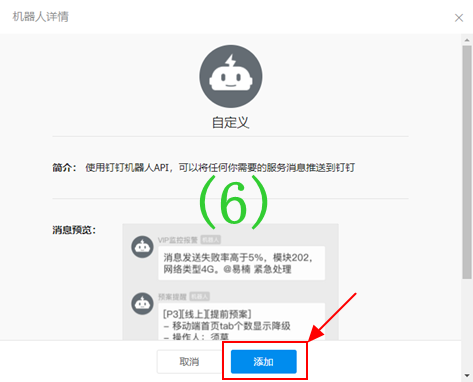 机器人详情
自定义
简介： 使用钉钉机器人API，可以将任何你需要的服务消息推送到钉钉
(6)
消息预览：
VIP监控报警 机器人
消息发送失败率高于5%，模块202，
网络类型4G。@易楠 紧急处理
预案提醒 机器人
[P3][线上][提前预案]
– 移动端首页tab个数显示降级
– 操作人：须莫
取消 添加